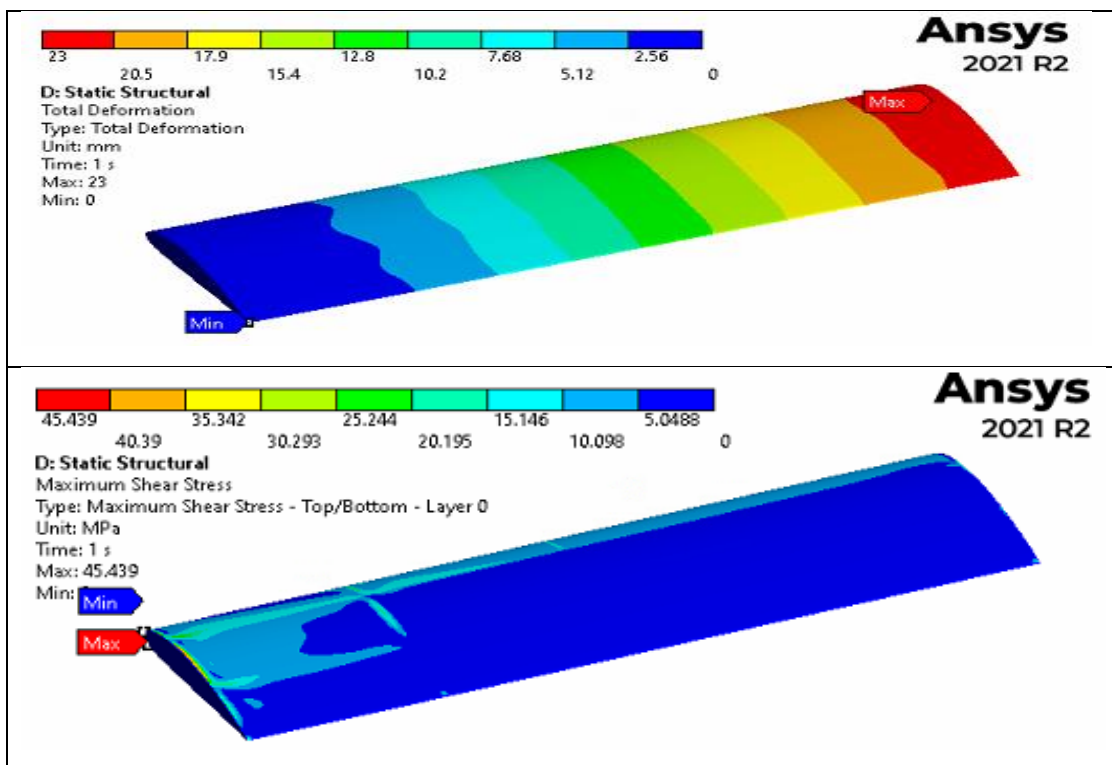 Ansys
2021 R2
23 17.9 12.8 7.68 2.56
20.5 15.4 10.2 5.12 0
D: Static Structural
Total Deformation
Type: Total Deformation
Unit: mm
Time: 1 s
Max: 23
Min: 0
Max
Min
Ansys
2021 R2
45.439 35.342 25.244 15.146 5.0488
40.39 30.293 20.195 10.098 0
D: Static Structural
Maximum Shear Stress
Type: Maximum Shear Stress - Top/Bottom - Layer 0
Unit: MPa
Time: 1 s
Max: 45.439
Min:
Min
Max